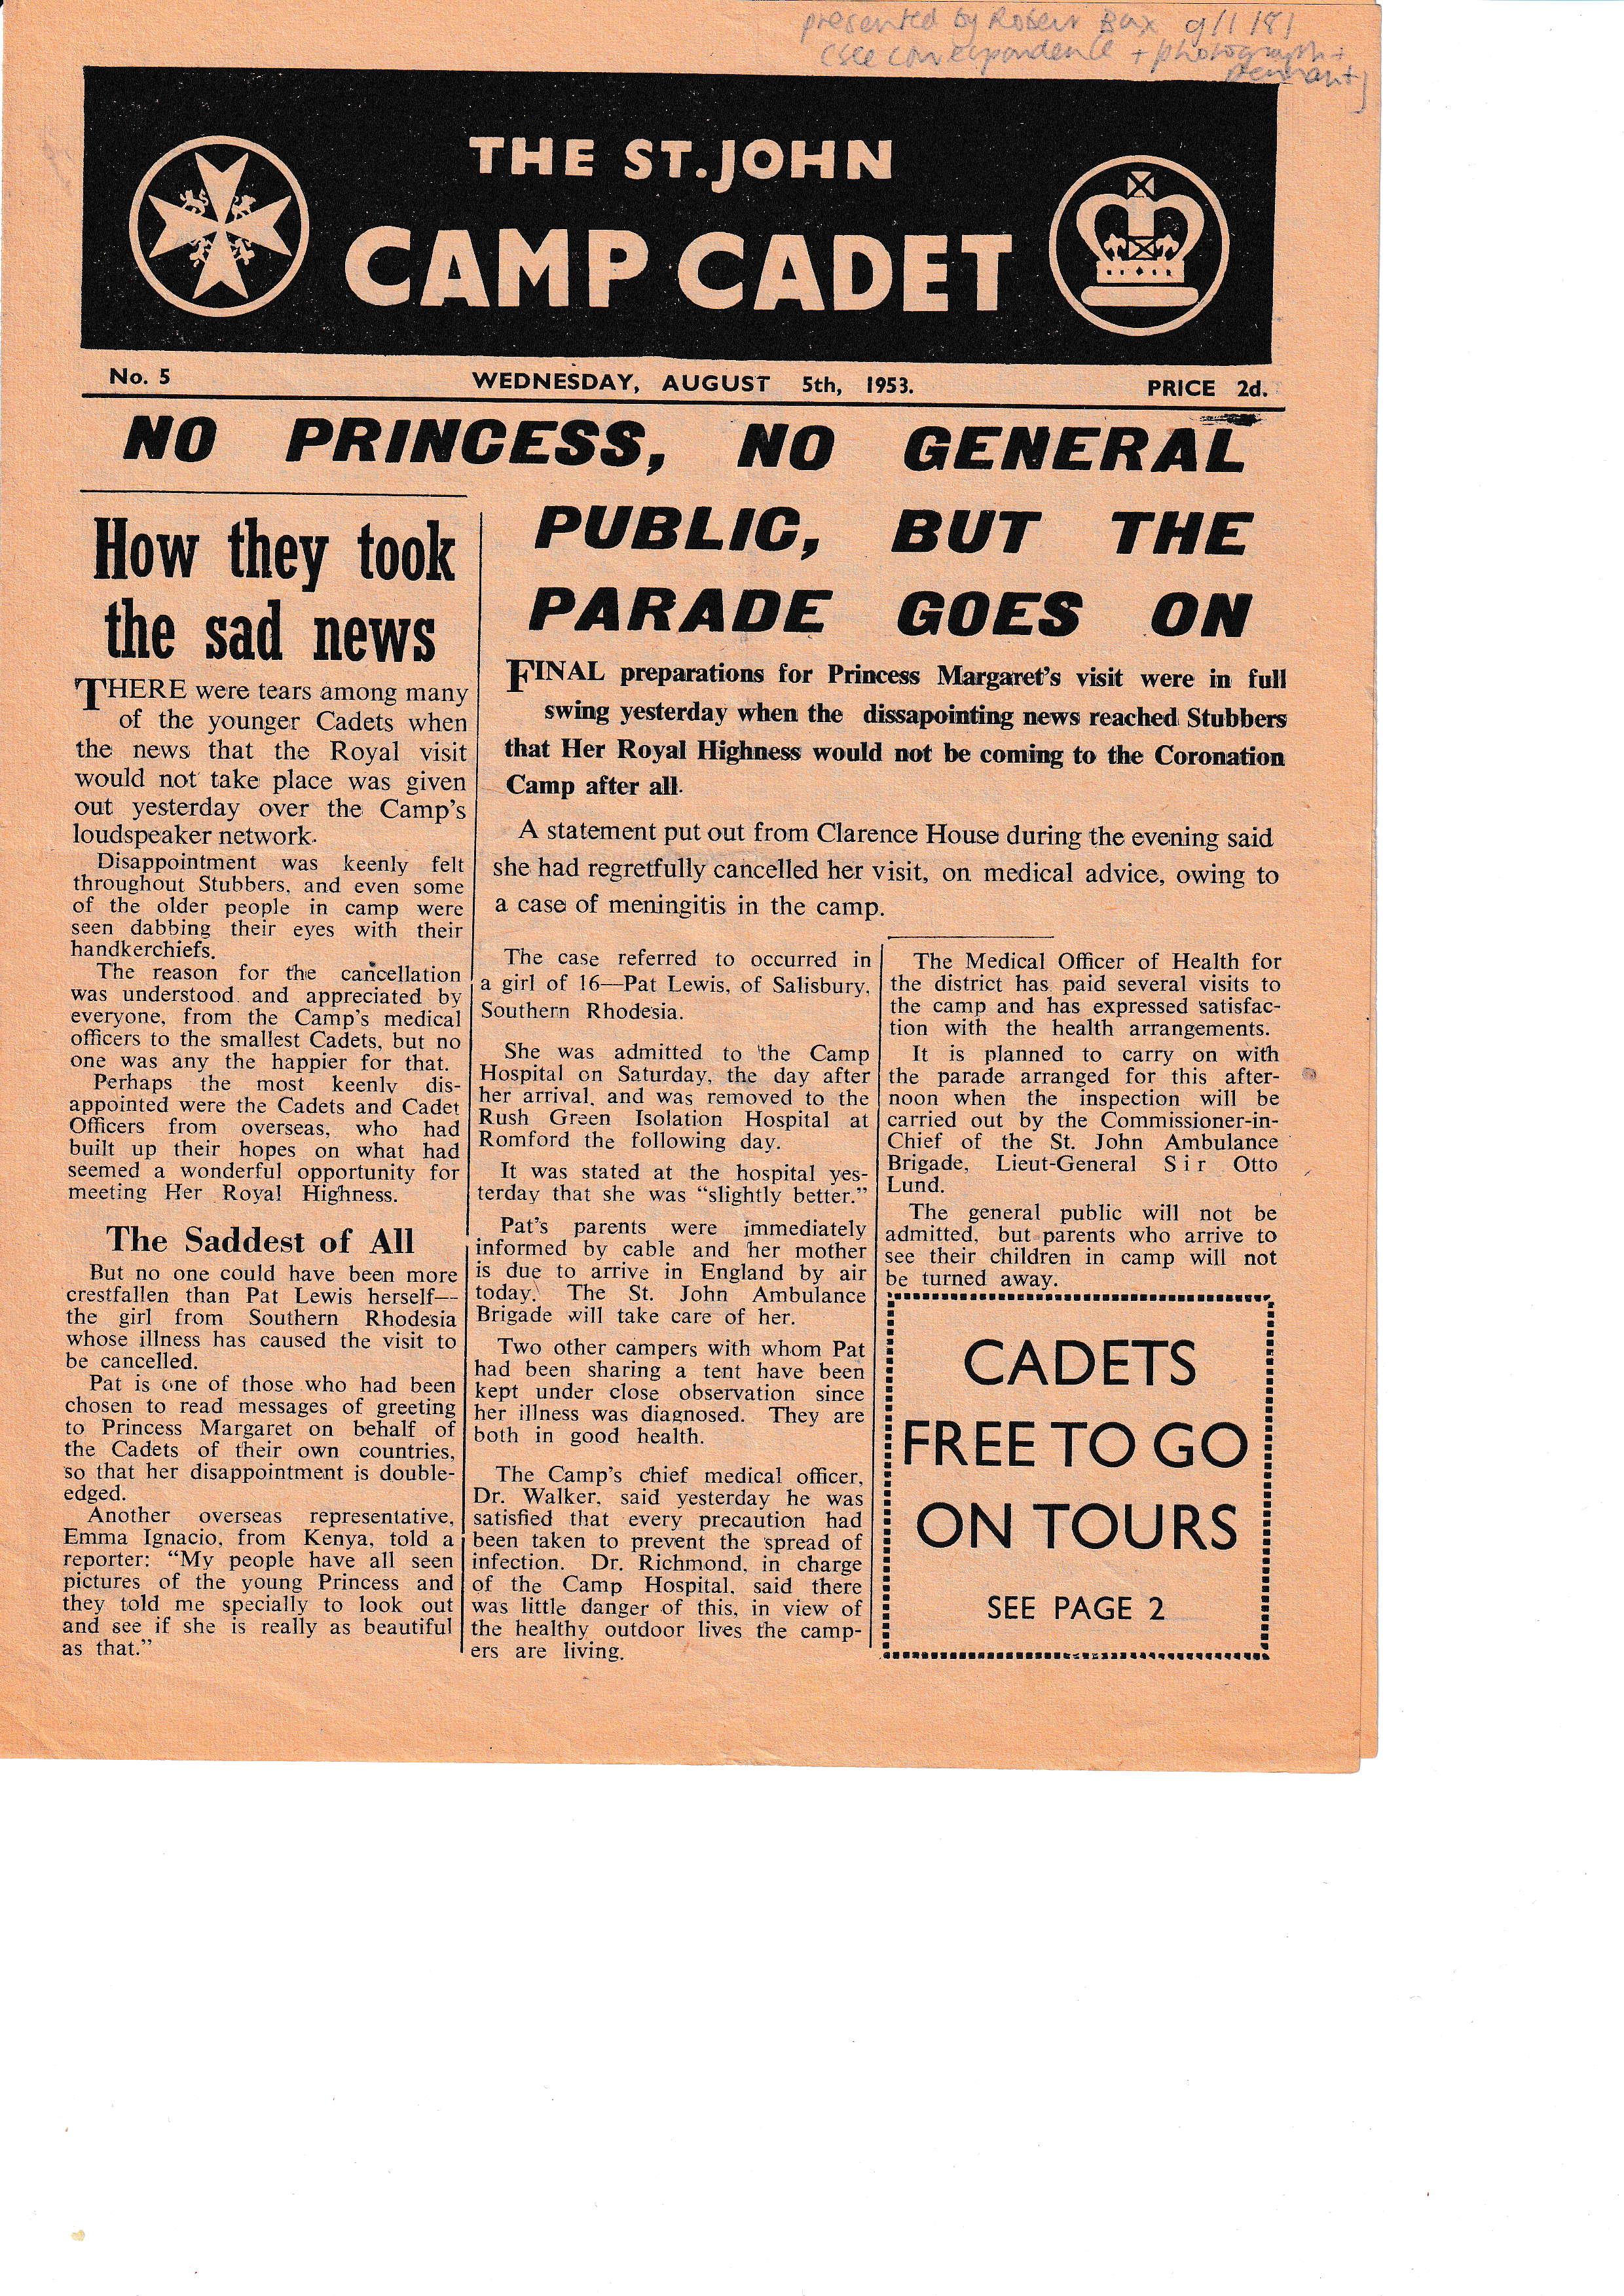 presented by Robert Bax 9/1/81
(see correspondence + photograph +
pennant)
THE ST. JOHN
CAMP CADET
No. 5
WEDNESDAY, AUGUST 5th, 1953.
PRICE 2d.
NO PRINCESS, NO GENERAL
PUBLIC, BUT THE
PARADE GOES ON
How they took
the sad news
THERE were tears among many
of the younger Cadets when
the news that the Royal visit
would not take place was given
out yesterday over the Camp's
loudspeaker network.
Disappointment was keenly felt
throughout Stubbers, and even some
of the older people in camp were
seen dabbing their eyes with their
handkerchiefs.
The reason for the cancellation
was understood and appreciated by
everyone, from the Camp's medical
officers to the smallest Cadets, but no
one was any the happier for that.
Perhaps the most keenly dis-
appointed were the Cadets and Cadet
Officers from overseas, who had
built up their hopes on what had
seemed a wonderful opportunity for
meeting Her Royal Highness.
The Saddest of All
But no one could have been more
crestfallen than Pat Lewis herself—
the girl from Southern Rhodesia
whose illness has caused the visit to
be cancelled.
Pat is one of those who had been
chosen to read messages of greeting
to Princess Margaret on behalf of
the Cadets of their own countries,
so that her disappointment is double-
edged.
Another overseas representative,
Emma Ignacio, from Kenya, told a
reporter: "My people have all seen
pictures of the young Princess and
they told me specially to look out
and see if she is really as beautiful
as that."
FINAL preparations for Princess Margaret's visit were in full
swing yesterday when the dissapointing news reached Stubbers
that Her Royal Highness would not be coming to the Coronation
Camp after all.
A statement put out from Clarence House during the evening said
she had regretfully cancelled her visit, on medical advice, owing to
a case of meningitis in the camp.
The case referred to occurred in
a girl of 16—Pat Lewis, of Salisbury,
Southern Rhodesia.
She was admitted to the Camp
Hospital on Saturday, the day after
her arrival, and was removed to the
Rush Green Isolation Hospital at
Romford the following day.
It was stated at the hospital yes-
terday that she was "slightly better."
Pat's parents were immediately
informed by cable and her mother
is due to arrive in England by air
today. The St. John Ambulance
Brigade will take care of her.
Two other campers with whom Pat
had been sharing a tent have been
kept under close observation since
her illness was diagnosed. They are
both in good health.
The Camp's chief medical officer,
Dr. Walker, said yesterday he was
satisfied that every precaution had
been taken to prevent the spread of
infection. Dr. Richmond, in charge
of the Camp Hospital, said there
was little danger of this, in view of
the healthy outdoor lives the camp-
ers are living.
The Medical Officer of Health for
the district has paid several visits to
the camp and has expressed satisfac-
tion with the health arrangements.
It is planned to carry on with
the parade arranged for this after-
noon when the inspection will be
carried out by the Commissioner-in-
Chief of the St. John Ambulance
Brigade, Lieut-General Sir Otto
Lund.
The general public will not be
admitted, but parents who arrive to
see their children in camp will not
be turned away.
CADETS
FREE TO GO
ON TOURS
SEE PAGE 2